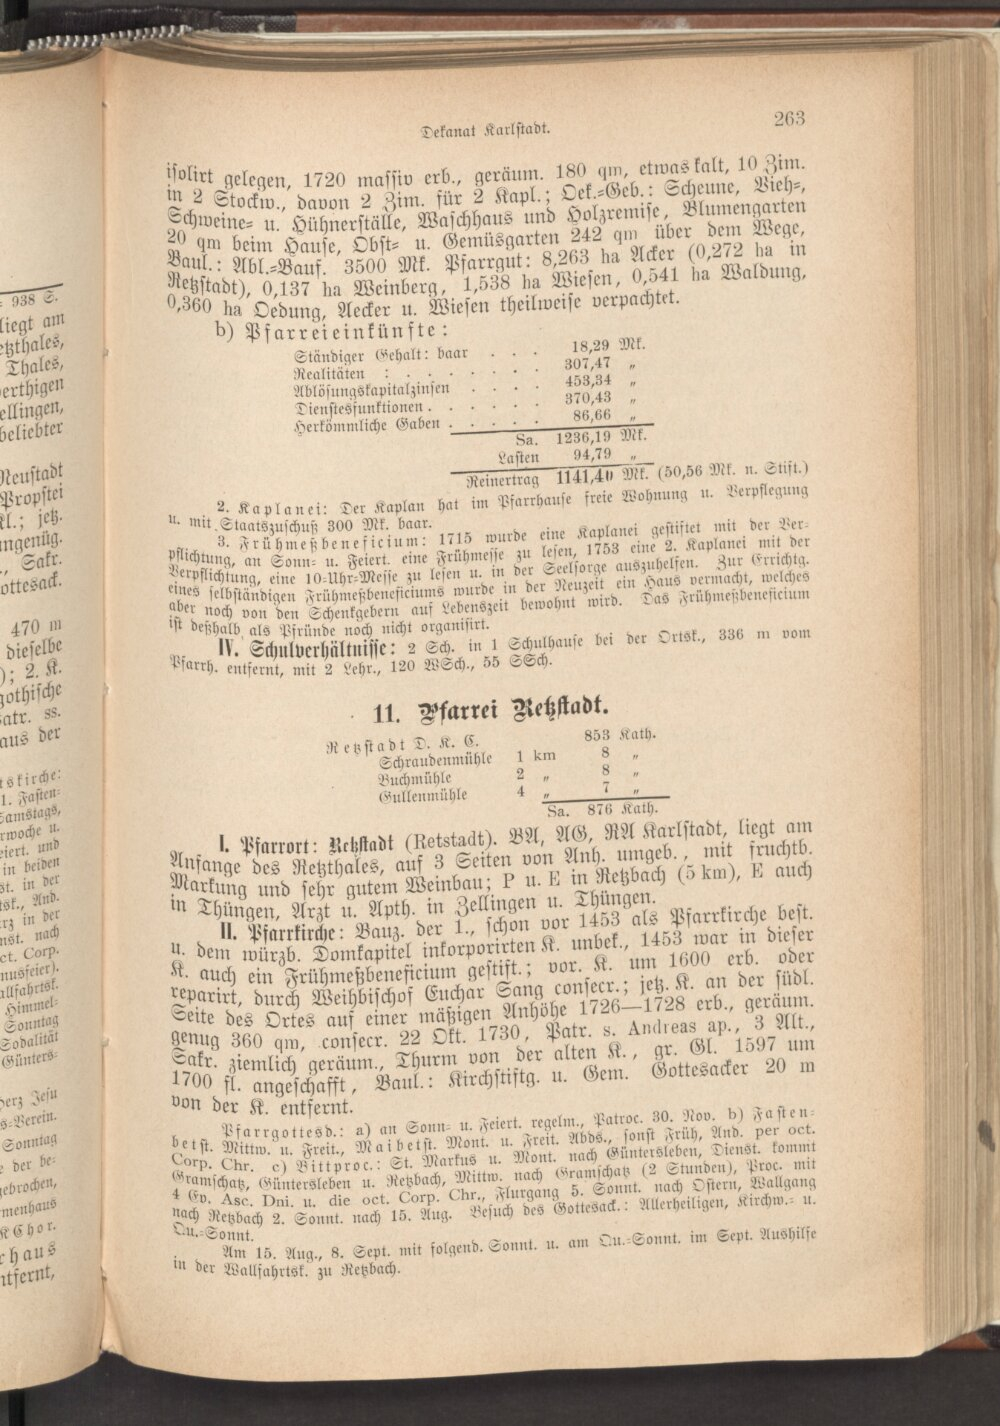 Dekanat Karlstadt.
263
isolirt gelegen, 1720 massiv erb., geräum. 180 qm, etwas kalt, 10 Zim.
in 2 Stockw., davon 2 Zim. für 2 Kapl.; Oek.=Geb.: Scheune, Vieh=,
Schweine= u. Hühnerställe, Waschhaus und Holzremise, Blumengarten
20 qm beim Hause, Obst= u. Gemüsgarten 242 qm über dem Wege,
Baul.: Abl.=Bauf. 3500 Mk. Pfarrgut: 8,263 ha Äcker (0,272 ha in
Retzstadt), 0,137 ha Weinberg, 1,538 ha Wiesen, 0,541 ha Waldung,
0,360 ha Oedung, Aecker u. Wiesen theilweise verpachtet.
b) Pfarreieinkünfte:
Ständiger Gehalt: baar . . . 18,29 Mk.
Realitäten : . . . . . . . 307,47 „
Ablösungskapitalzinsen . . . . 453,34 „
Dienstesfunktionen . . . . . . 370,43 „
Herkömmliche Gaben . . . . . 86,66 „
Sa. 1236,19 Mk.
Lasten 94,79 „
Reinertrag 1141,40 Mk. (50,56 Mk. n. Stift.)
2. Kaplanei: Der Kaplan hat im Pfarrhause freie Wohnung u. Verpflegung
u. mit Staatszuschuß 300 Mk. baar.
3. Frühmeßbeneficium: 1715 wurde eine Kaplanei gestiftet mit der Ver=
pflichtung, an Sonn= u. Feiert. eine Frühmesse zu lesen, 1753 eine 2. Kaplanei mit der
Verpflichtung, eine 10=Uhr=Messe zu lesen u. in der Seelsorge auszuhelfen. Zur Errichtg.
eines selbständigen Frühmeßbeneficiums wurde in der Neuzeit ein Haus vermacht, welches
aber noch von den Schenkgebern auf Lebenszeit bewohnt wird. Das Frühmeßbeneficium
ist deßhalb als Pfründe noch nicht organisirt.
IV. Schulverhältnisse: 2 Sch. in 1 Schulhause bei der Ortsk., 336 m vom
Pfarrh. entfernt, mit 2 Lehr., 120 WSch., 55 SSch.
11. Pfarrei Retzstadt.
Retzstadt D. K. C. 853 Kath.
Schraudenmühle 1 km 8 „
Buchmühle 2 „ 8 „
Gullenmühle 4 „ 7 „
Sa. 876 Kath.
I. Pfarrort: Retzstadt (Retstadt). BA, AG, RA Karlstadt, liegt am
Anfange des Retzthales, auf 3 Seiten von Anh. umgeb., mit fruchtb.
Markung und sehr gutem Weinbau; P u. E in Retzbach (5 km), E auch
in Thüngen, Arzt u. Apth. in Zellingen u. Thüngen.
II. Pfarrkirche: Bauz. der 1., schon vor 1453 als Pfarrkirche best.
u. dem würzb. Domkapitel inkorporirten K. unbek., 1453 war in dieser
K. auch ein Frühmeßbeneficium gestift.; vor. K. um 1600 erb. oder
reparirt, durch Weihbischof Euchar Sang consecr.; jetz. K. an der südl.
Seite des Ortes auf einer mäßigen Anhöhe 1726—1728 erb., geräum.
genug 360 qm, consecr. 22 Okt. 1730, Patr. s. Andreas ap., 3 Alt.,
Sakr. ziemlich geräum., Thurm von der alten K., gr. Gl. 1597 um
1700 fl. angeschafft, Baul.: Kirchstiftg. u. Gem. Gottesacker 20 m
von der K. entfernt.
Pfarrgottesd.: a) an Sonn= u. Feiert. regelm., Patroc. 30. Nov. b) Fasten=
betst. Mittw. u. Freit., Maibetst. Mont. u. Freit. Abds., sonst Früh, And. per oct.
Corp. Chr. c) Bittproc.: St. Markus u. Mont. nach Güntersleben, Dienst. kommt
Gramschatz, Güntersleben u. Retzbach, Mittw. nach Gramschatz (2 Stunden), Proc. mit
4 Ev. Asc. Dni. u. die oct. Corp. Chr., Flurgang 5. Sonnt. nach Ostern, Wallgang
nach Retzbach 2. Sonnt. nach 15. Aug. Besuch des Gottesack.: Allerheiligen, Kirchw.= u.
Qu.=Sonnt.
Am 15. Aug., 8. Sept. mit folgend. Sonnt. u. am Qu.=Sonnt. im Sept. Aushilfe
in der Wallfahrtsk. zu Retzbach.